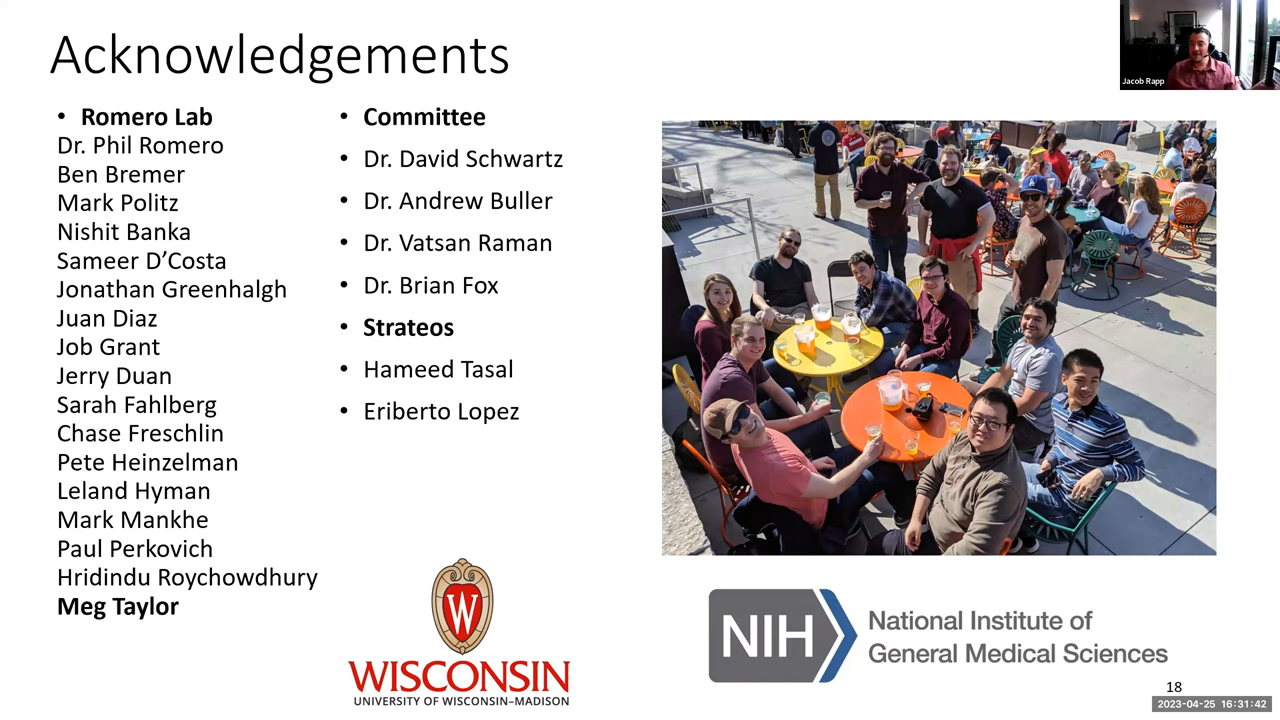 Acknowledgements
Jacob Rapp
• Romero Lab
Dr. Phil Romero
Ben Bremer
Mark Politz
Nishit Banka
Sameer D’Costa
Jonathan Greenhalgh
Juan Diaz
Job Grant
Jerry Duan
Sarah Fahlberg
Chase Freschlin
Pete Heinzelman
Leland Hyman
Mark Mankhe
Paul Perkovich
Hridindu Roychowdhury
Meg Taylor
• Committee
• Dr. David Schwartz
• Dr. Andrew Buller
• Dr. Vatsan Raman
• Dr. Brian Fox
• Strateos
• Hameed Tasal
• Eriberto Lopez
W
WISCONSIN
UNIVERSITY OF WISCONSIN–MADISON
NIH
National Institute of
General Medical Sciences
18
2023-04-25 16:31:42